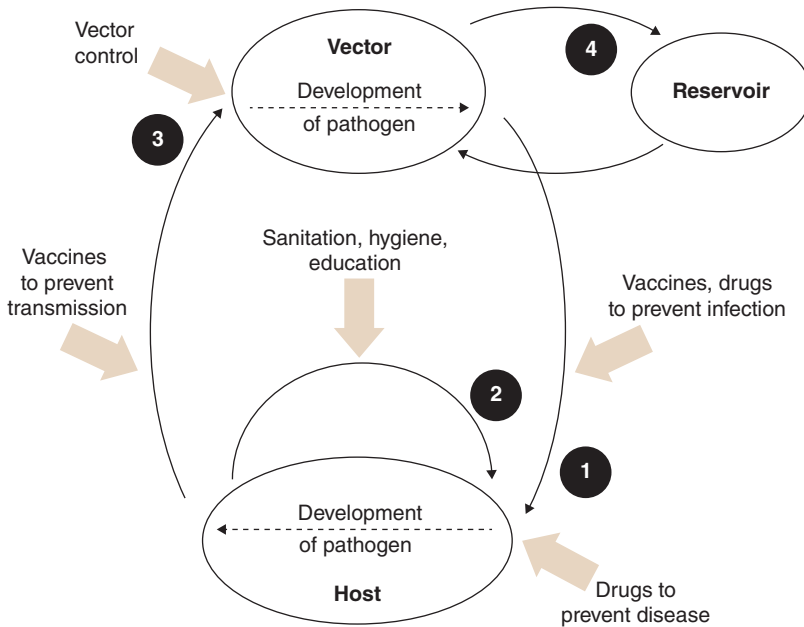 Vector
control
Vector
Development
of pathogen
4
Reservoir
3
Sanitation, hygiene,
education
Vaccines
to prevent
transmission
Vaccines, drugs
to prevent infection
2
1
Development
of pathogen
Host
Drugs to
prevent disease